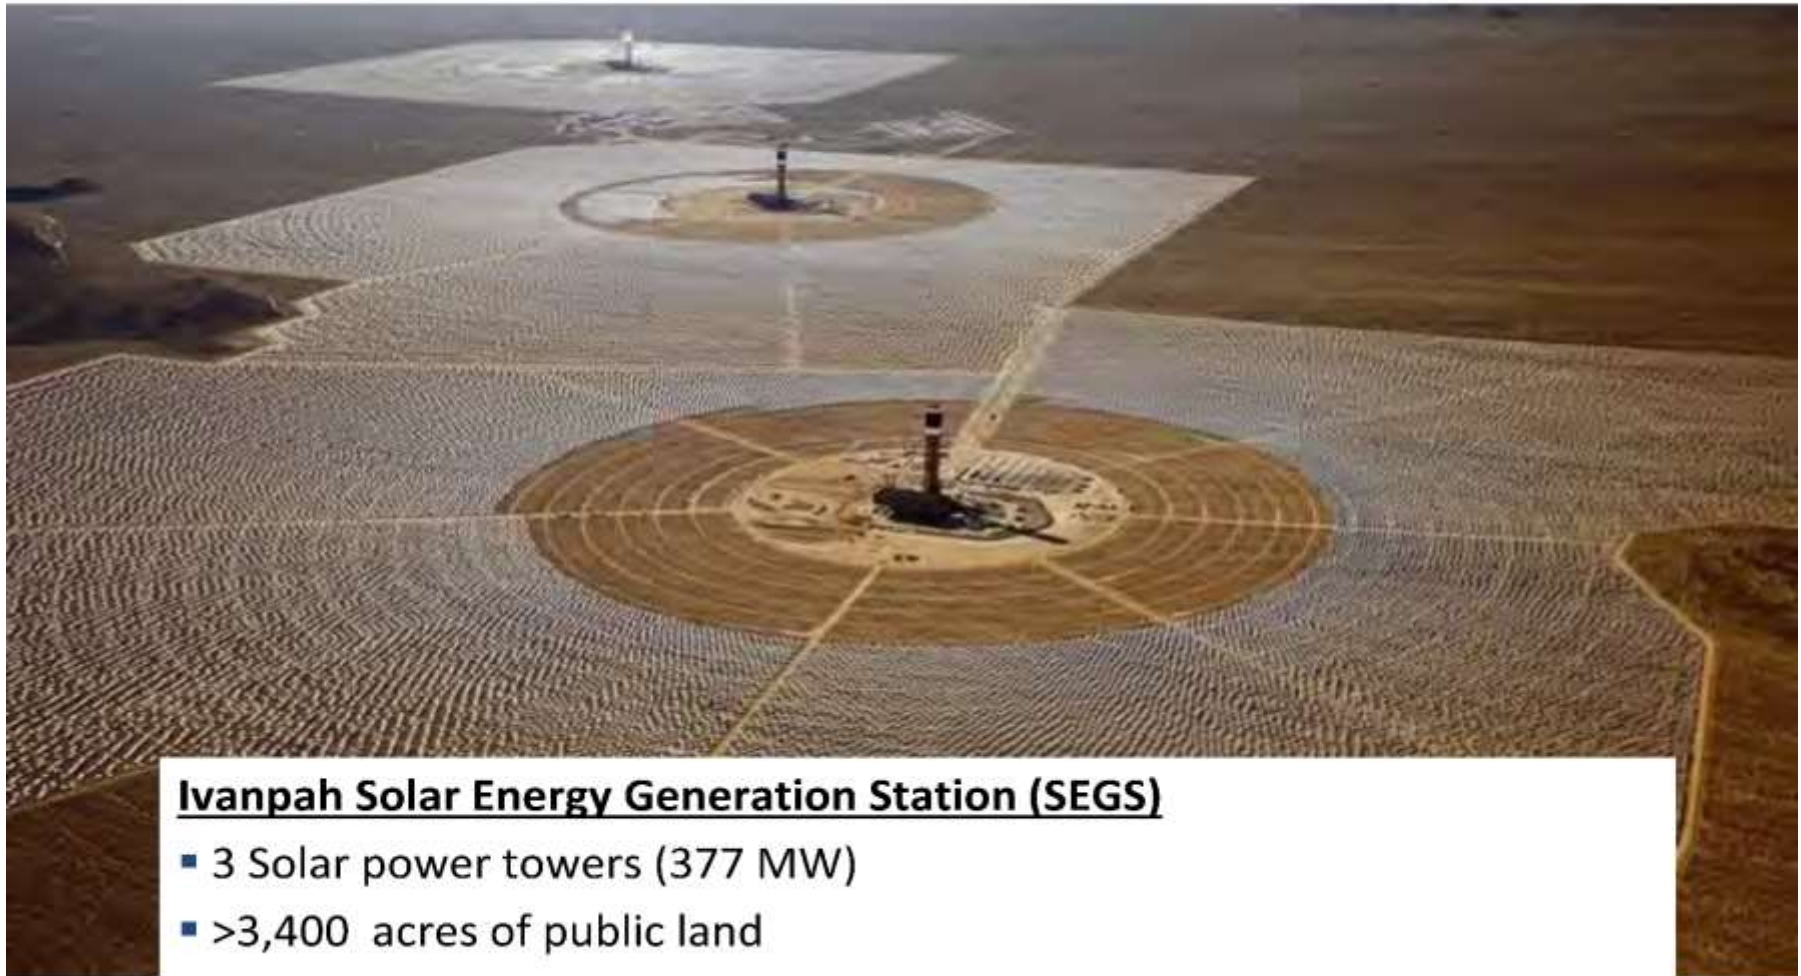 Ivanpah Solar Energy Generation Station (SEGS)
▪ 3 Solar power towers (377 MW)
▪ >3,400 acres of public land